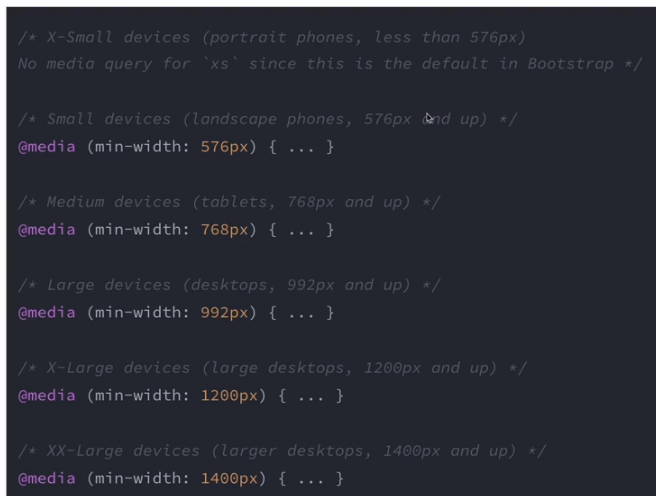 /* X-Small devices (portrait phones, less than 576px)
No media query for `xs` since this is the default in Bootstrap */
/* Small devices (landscape phones, 576px and up) */
@media (min-width: 576px) { ... }
/* Medium devices (tablets, 768px and up) */
@media (min-width: 768px) { ... }
/* Large devices (desktops, 992px and up) */
@media (min-width: 992px) { ... }
/* X-Large devices (large desktops, 1200px and up) */
@media (min-width: 1200px) { ... }
/* XX-Large devices (larger desktops, 1400px and up) */
@media (min-width: 1400px) { ... }